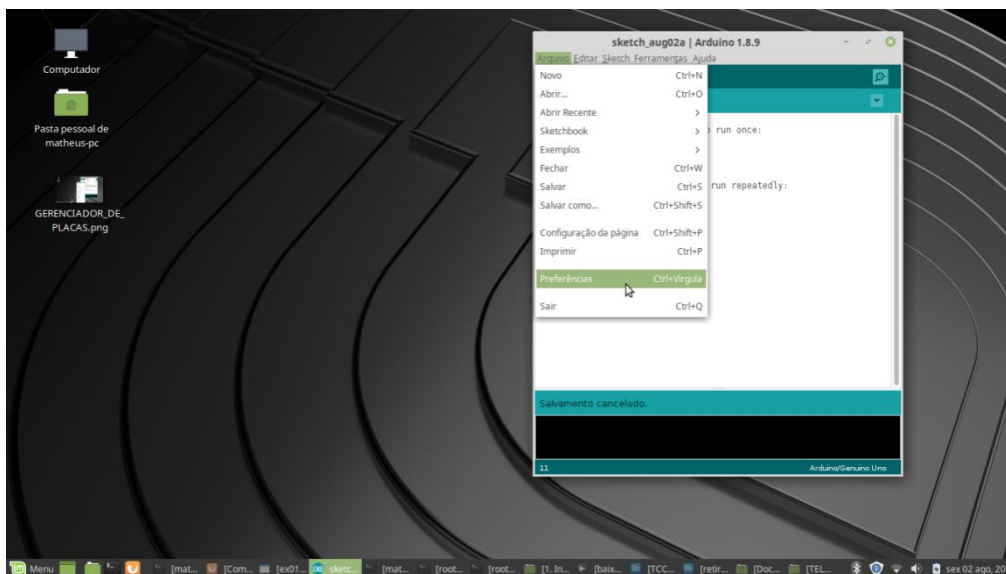 Computador
Pasta pessoal de
matheus-pc
GERENCIADOR_DE_
PLACAS.png
sketch_aug02a | Arduino 1.8.9
Arquivo Editar Sketch Ferramentas Ajuda
Novo Ctrl+N
Abrir... Ctrl+O
Abrir Recente
Sketchbook
Exemplos
Fechar Ctrl+W
Salvar Ctrl+S
Salvar como... Ctrl+Shift+S
Configuração da página Ctrl+Shift+P
Imprimir Ctrl+P
Preferências Ctrl+Vírgula
Sair Ctrl+Q
run once:
run repeatedly:
Salvamento cancelado.
11 Arduino/Genuino Uno
Menu [mat... [Com... [ex01... sketc... [mat... [root... [root... [1. In... [baix... [TCC... [retir... [Doc... [TEL... sex 02 ago, 20